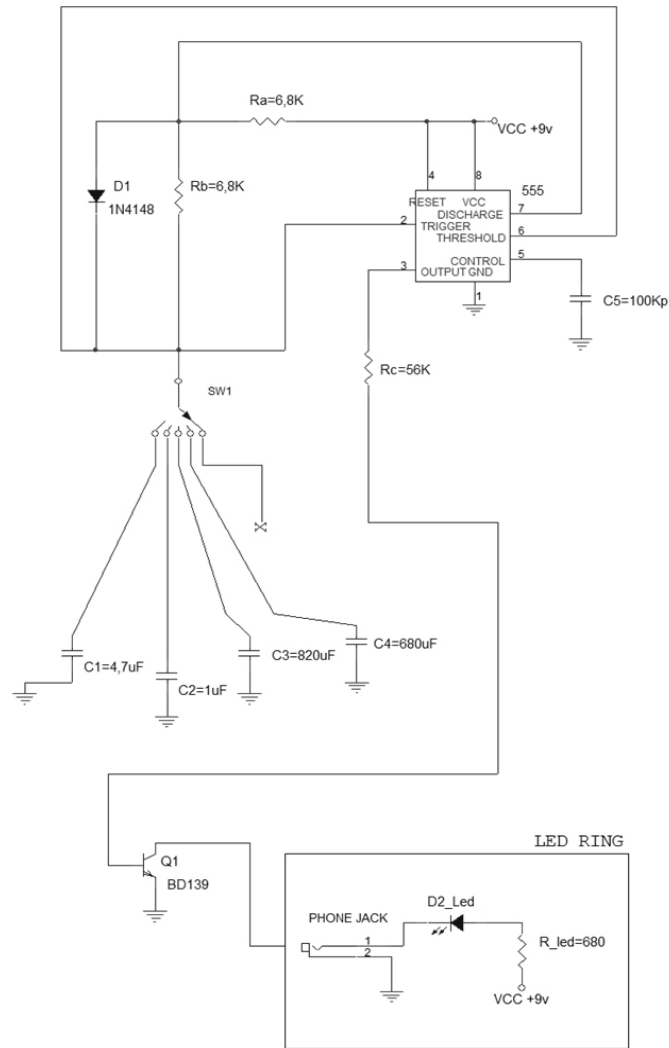 Ra=6,8K
VCC +9v
D1
1N4148
Rb=6,8K
4
8
555
RESET
VCC
DISCHARGE
7
2
TRIGGER
THRESHOLD
6
CONTROL
5
3
OUTPUT
GND
1
C5=100Kp
Rc=56K
SW1
C1=4,7uF
C2=1uF
C3=820uF
C4=680uF
Q1
BD139
LED RING
D2_Led
PHONE JACK
1
2
R_led=680
VCC +9v